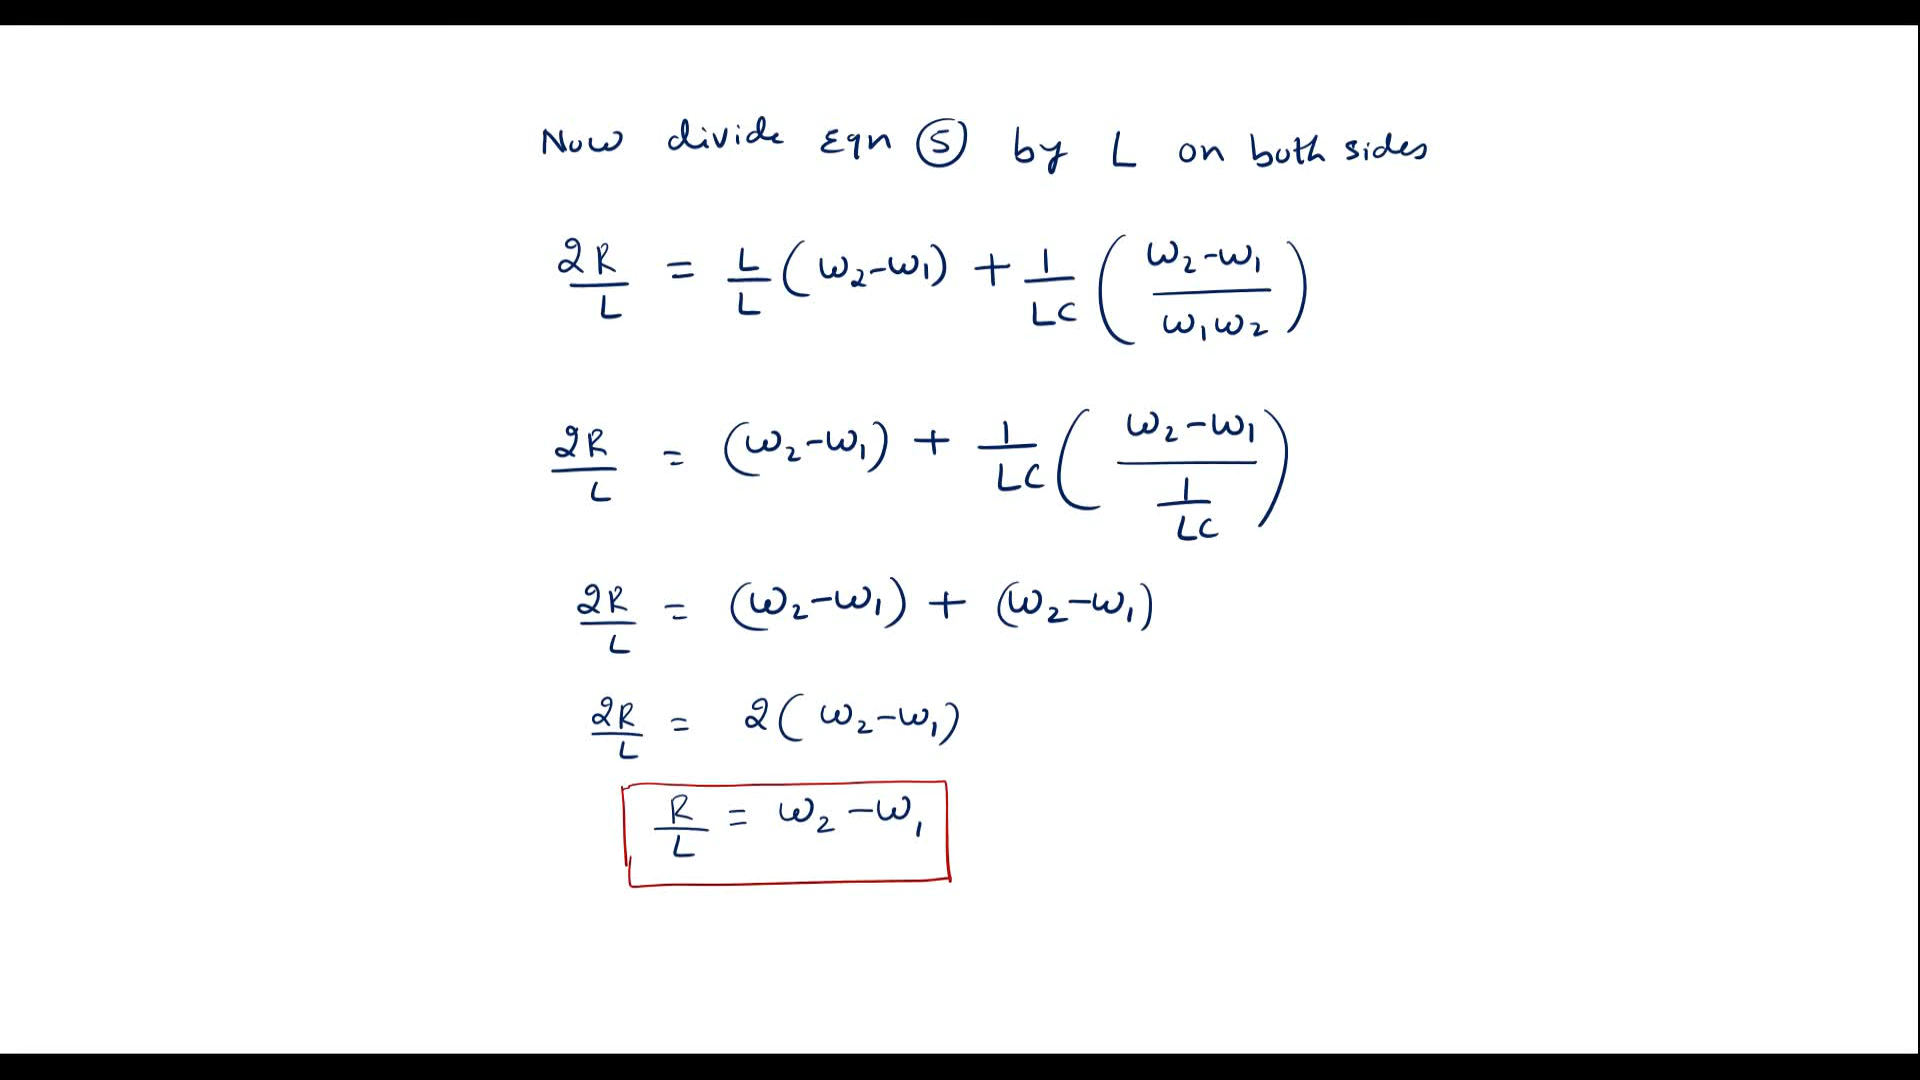 Now divide Eqn ⑤ by L on both sides
2R/L = L/L (ω₂-ω₁) + 1/LC ((ω₂-ω₁)/(ω₁ω₂))
2R/L = (ω₂-ω₁) + 1/LC ((ω₂-ω₁)/(1/LC))
2R/L = (ω₂-ω₁) + (ω₂-ω₁)
2R/L = 2(ω₂-ω₁)
R/L = ω₂-ω₁